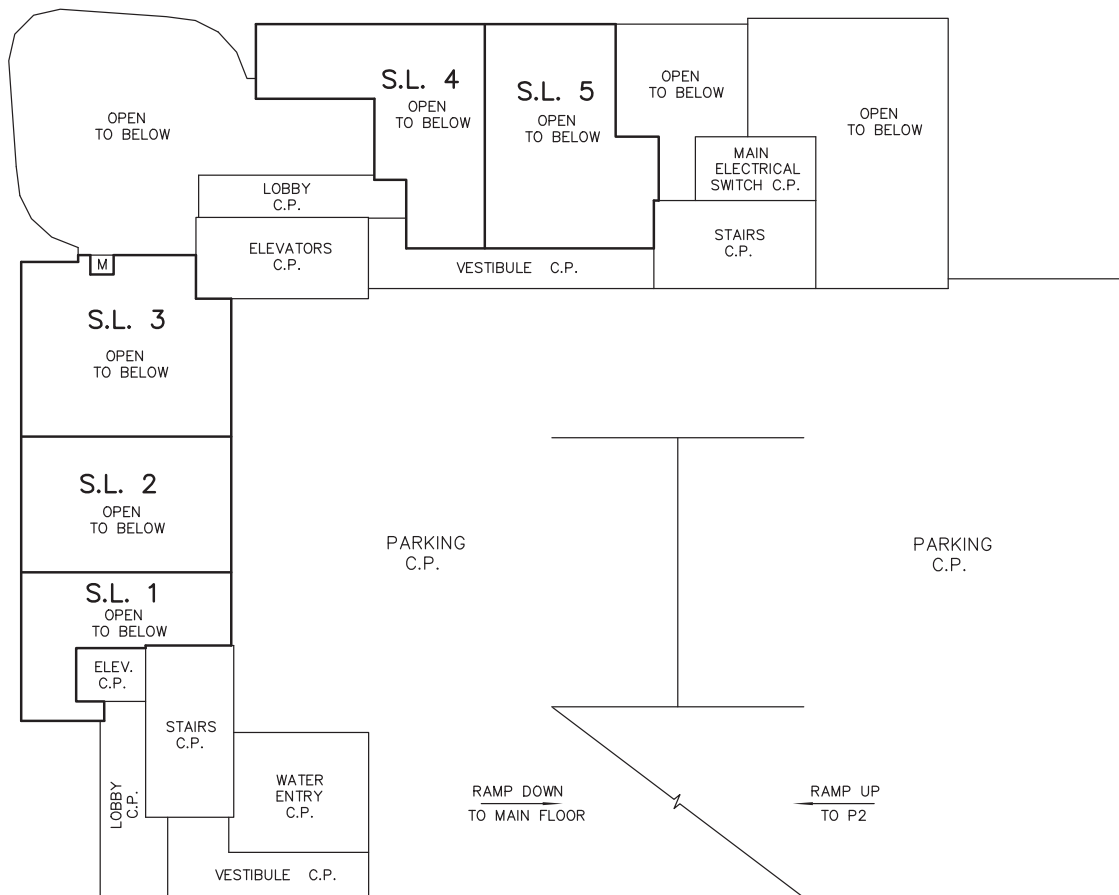 OPEN
TO BELOW
S.L. 4
OPEN
TO BELOW
S.L. 5
OPEN
TO BELOW
OPEN
TO BELOW
OPEN
TO BELOW
MAIN
ELECTRICAL
SWITCH C.P.
LOBBY
C.P.
ELEVATORS
C.P.
VESTIBULE C.P.
STAIRS
C.P.
M
S.L. 3
OPEN
TO BELOW
S.L. 2
OPEN
TO BELOW
PARKING
C.P.
PARKING
C.P.
S.L. 1
OPEN
TO BELOW
ELEV.
C.P.
STAIRS
C.P.
LOBBY
C.P.
WATER
ENTRY
C.P.
RAMP DOWN
TO MAIN FLOOR
RAMP UP
TO P2
VESTIBULE C.P.